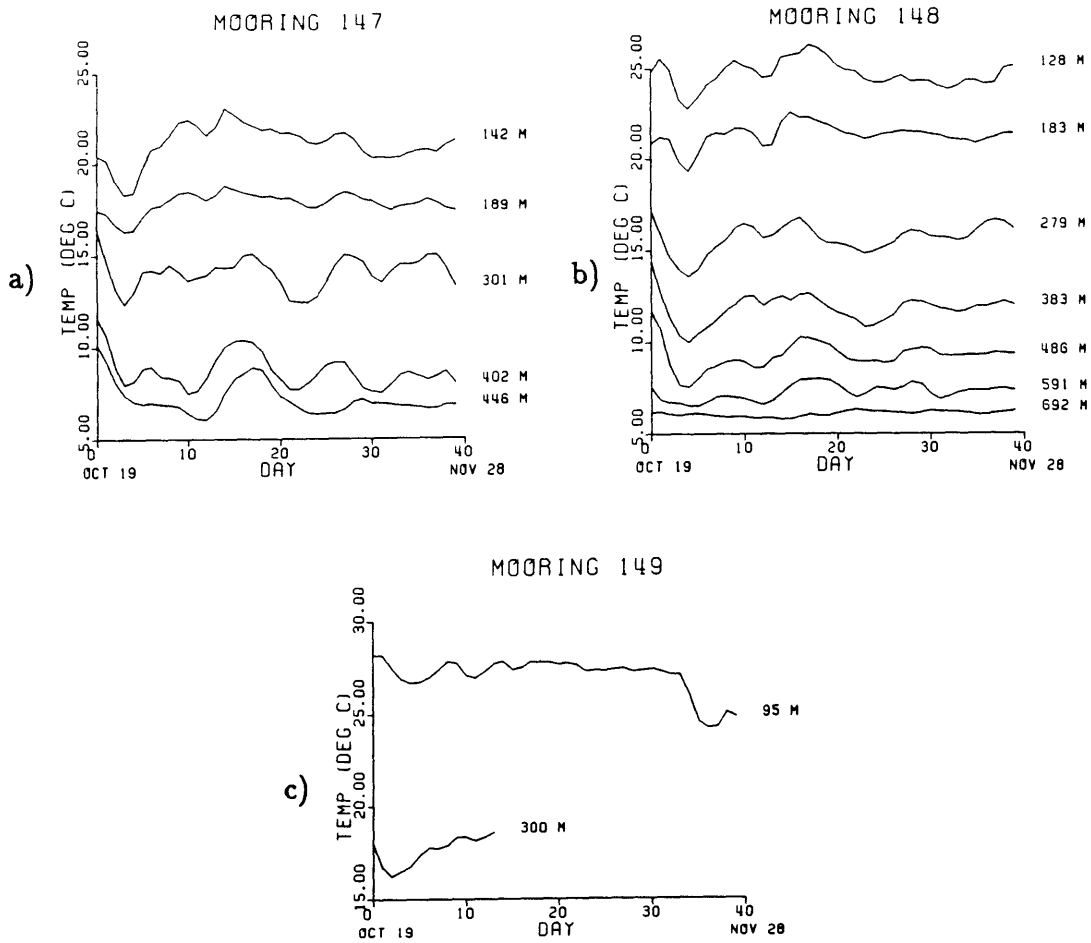 MOORING 147
a)
TEMP (DEG C)
25.00
20.00
15.00
10.00
5.00
142 M
189 M
301 M
402 M
446 M
0
10
20
30
40
OCT 19
DAY
NOV 28
MOORING 148
b)
TEMP (DEG C)
25.00
20.00
15.00
10.00
5.00
128 M
183 M
279 M
383 M
486 M
591 M
692 M
0
10
20
30
40
OCT 19
DAY
NOV 28
MOORING 149
c)
TEMP (DEG C)
30.00
25.00
20.00
15.00
95 M
300 M
0
10
20
30
40
OCT 19
DAY
NOV 28